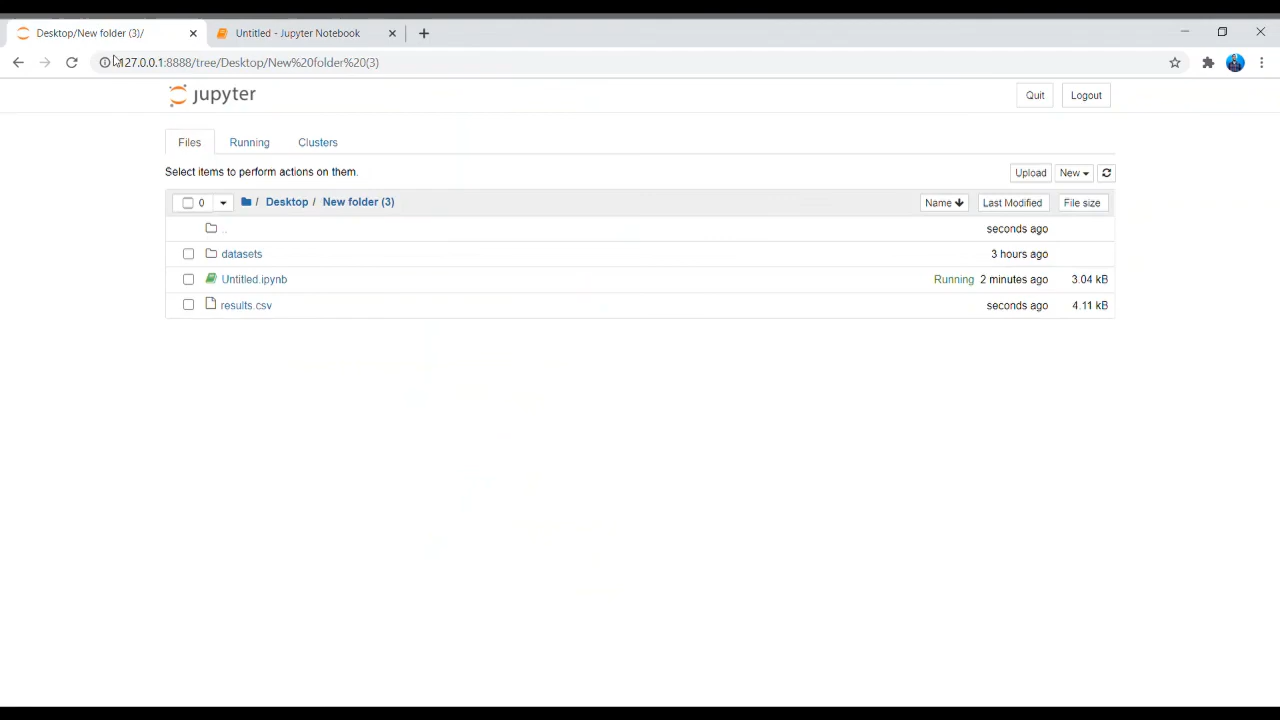 Desktop/New folder (3)/
Untitled - Jupyter Notebook
127.0.0.1:8888/tree/Desktop/New%20folder%20(3)
jupyter
Quit Logout
Files Running Clusters
Select items to perform actions on them.
Upload New
0 / Desktop / New folder (3) Name Last Modified File size
.. seconds ago
datasets 3 hours ago
Untitled.ipynb Running 2 minutes ago 3.04 kB
results.csv seconds ago 4.11 kB